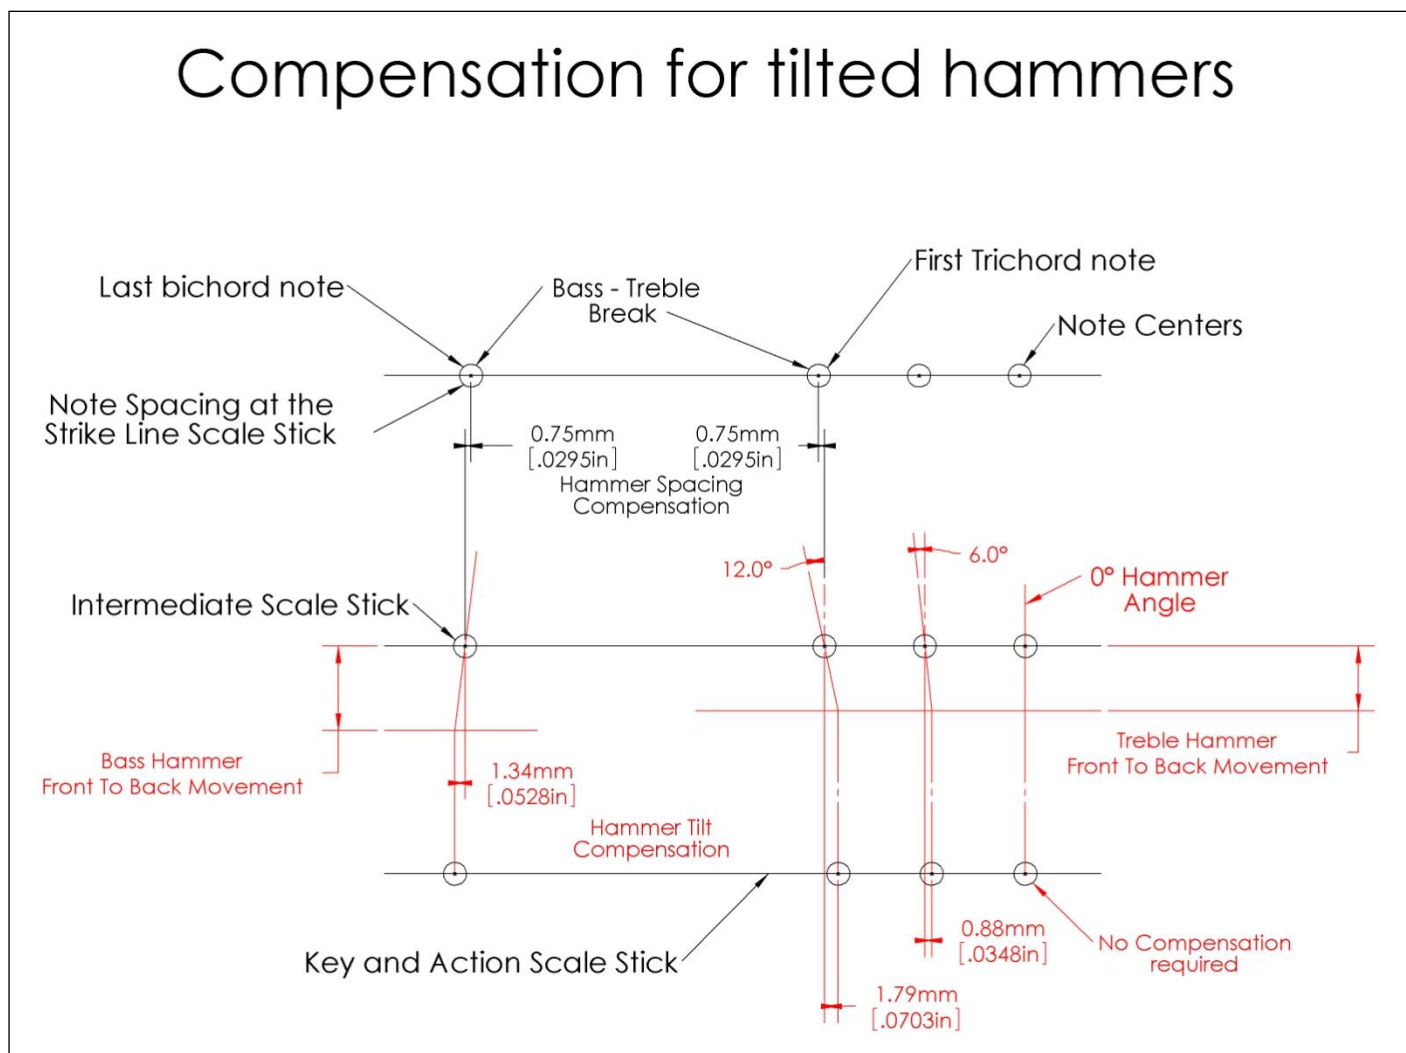 Compensation for tilted hammers
First Trichord note
Last bichord note
Bass - Treble
Break
Note Centers
Note Spacing at the
Strike Line Scale Stick
0.75mm
[.0295in]
0.75mm
[.0295in]
Hammer Spacing
Compensation
12.0°
6.0°
0° Hammer
Angle
Intermediate Scale Stick
Bass Hammer
Front To Back Movement
Treble Hammer
Front To Back Movement
1.34mm
[.0528in]
Hammer Tilt
Compensation
Key and Action Scale Stick
0.88mm
[.0348in]
No Compensation
required
1.79mm
[.0703in]